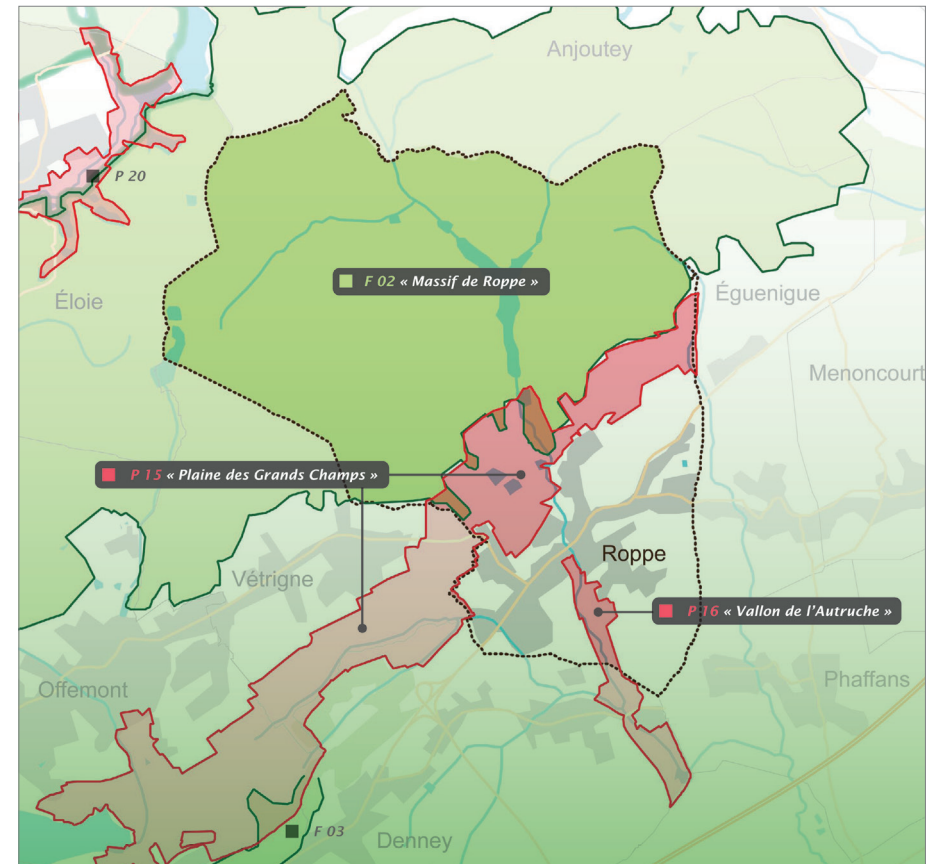 Anjoutey
P 20
F 02 « Massif de Roppe »
Éloie
Éguenigue
Menoncourt
P 15 « Plaine des Grands Champs »
Roppe
Vétrigne
P 16 « Vallon de l'Autruche »
Phaffans
Offemont
F 03
Denney